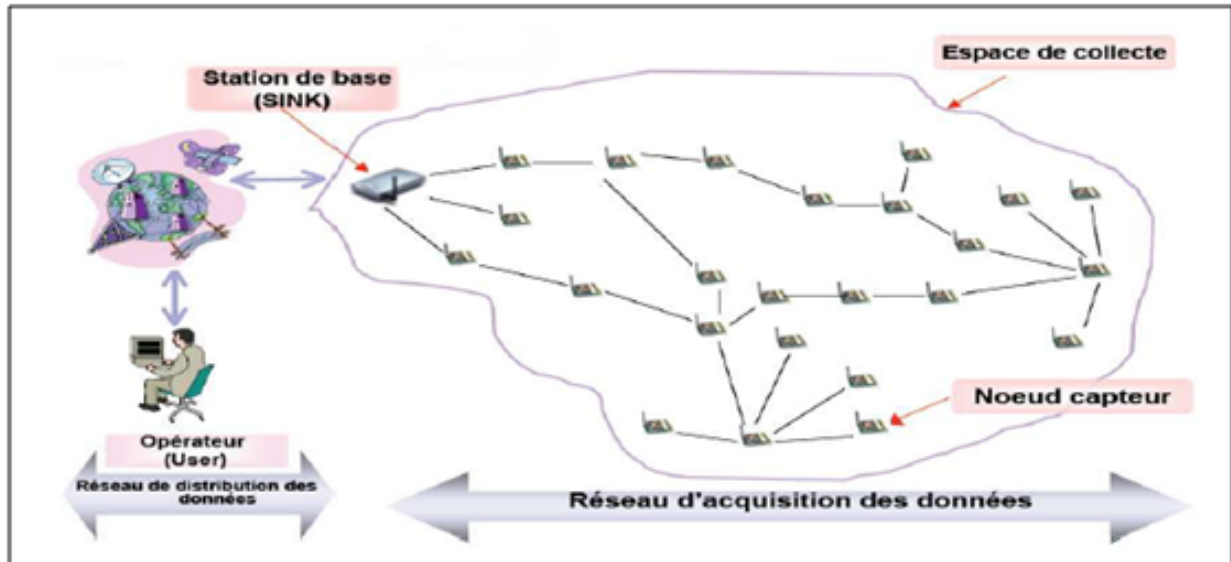 Station de base
(SINK)
Espace de collecte
Noeud capteur
Opérateur
(User)
Réseau de distribution des
données
Réseau d'acquisition des données